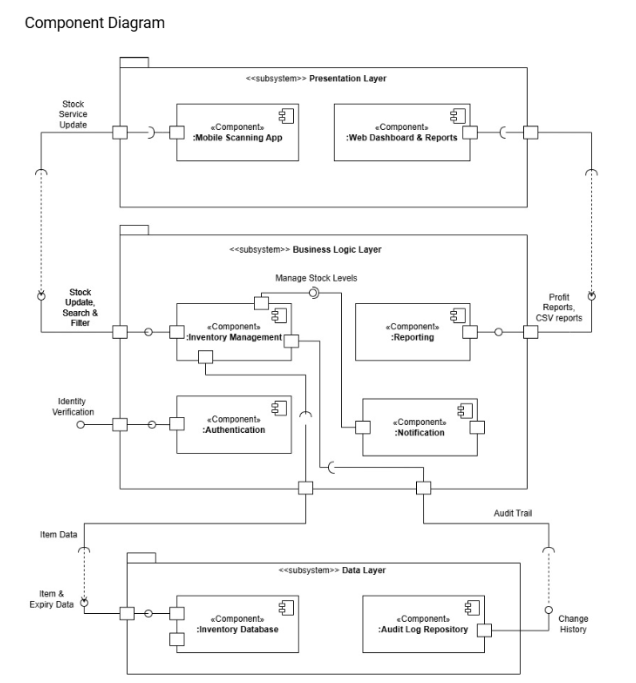 Component Diagram
<<subsystem>> Presentation Layer
Stock
Service
Update
«Component»
:Mobile Scanning App
«Component»
:Web Dashboard & Reports
<<subsystem>> Business Logic Layer
Manage Stock Levels
Stock
Update,
Search &
Filter
«Component»
:Inventory Management
«Component»
:Reporting
Profit
Reports,
CSV reports
Identity
Verification
«Component»
:Authentication
«Component»
:Notification
Audit Trail
Item Data
<<subsystem>> Data Layer
Item &
Expiry Data
«Component»
:Inventory Database
«Component»
:Audit Log Repository
Change
History